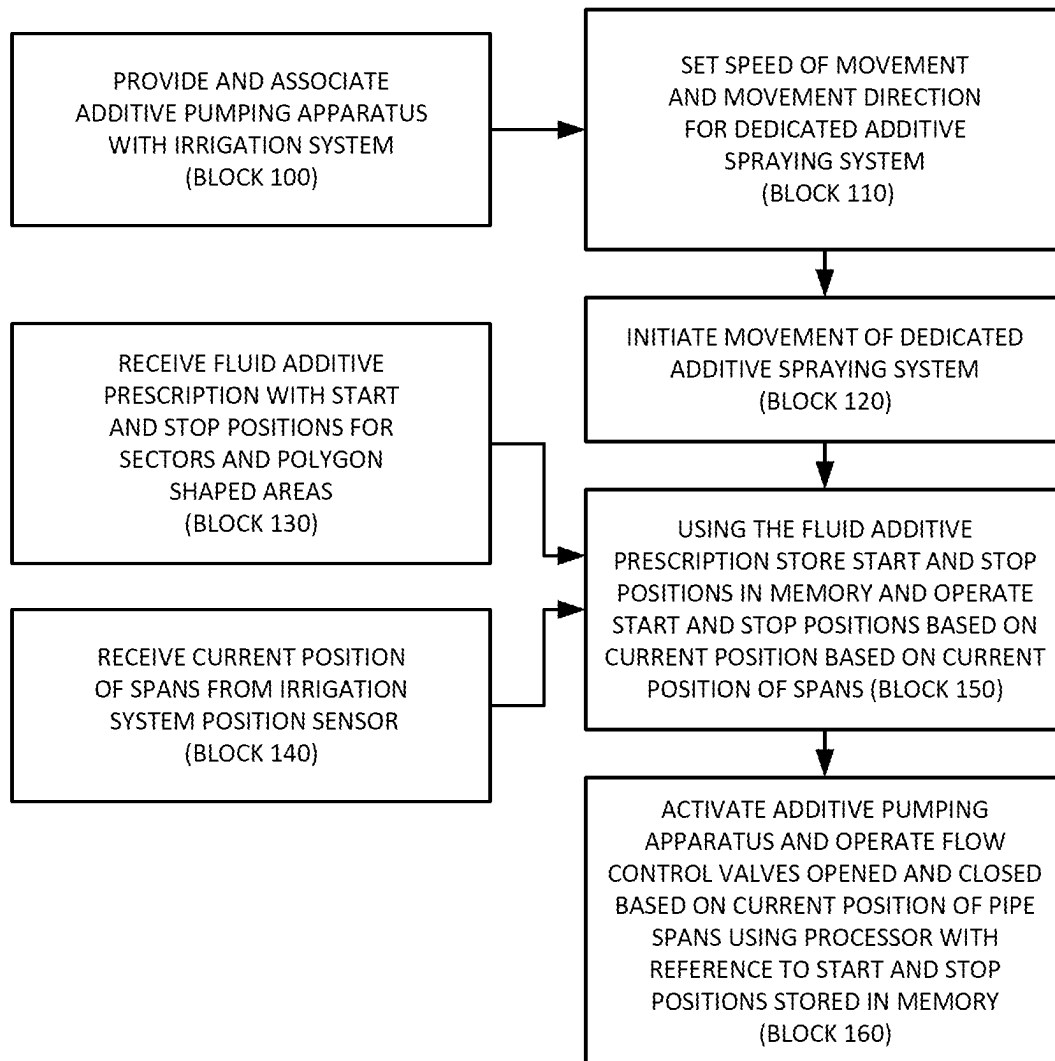 PROVIDE AND ASSOCIATE
ADDITIVE PUMPING APPARATUS
WITH IRRIGATION SYSTEM
(BLOCK 100)
SET SPEED OF MOVEMENT
AND MOVEMENT DIRECTION
FOR DEDICATED ADDITIVE
SPRAYING SYSTEM
(BLOCK 110)
INITIATE MOVEMENT OF DEDICATED
ADDITIVE SPRAYING SYSTEM
(BLOCK 120)
RECEIVE FLUID ADDITIVE
PRESCRIPTION WITH START
AND STOP POSITIONS FOR
SECTORS AND POLYGON
SHAPED AREAS
(BLOCK 130)
RECEIVE CURRENT POSITION
OF SPANS FROM IRRIGATION
SYSTEM POSITION SENSOR
(BLOCK 140)
USING THE FLUID ADDITIVE
PRESCRIPTION STORE START AND STOP
POSITIONS IN MEMORY AND OPERATE
START AND STOP POSITIONS BASED ON
CURRENT POSITION BASED ON CURRENT
POSITION OF SPANS (BLOCK 150)
ACTIVATE ADDITIVE PUMPING
APPARATUS AND OPERATE FLOW
CONTROL VALVES OPENED AND CLOSED
BASED ON CURRENT POSITION OF PIPE
SPANS USING PROCESSOR WITH
REFERENCE TO START AND STOP
POSITIONS STORED IN MEMORY
(BLOCK 160)